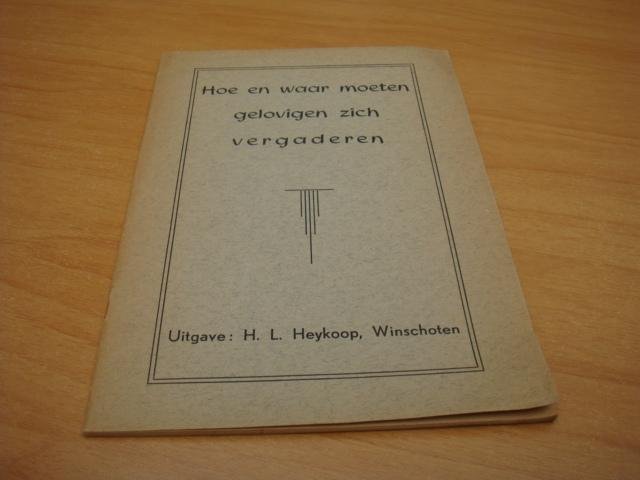 Hoe en waar moeten
gelovigen zich
vergaderen
Uitgave: H. L. Heykoop, Winschoten